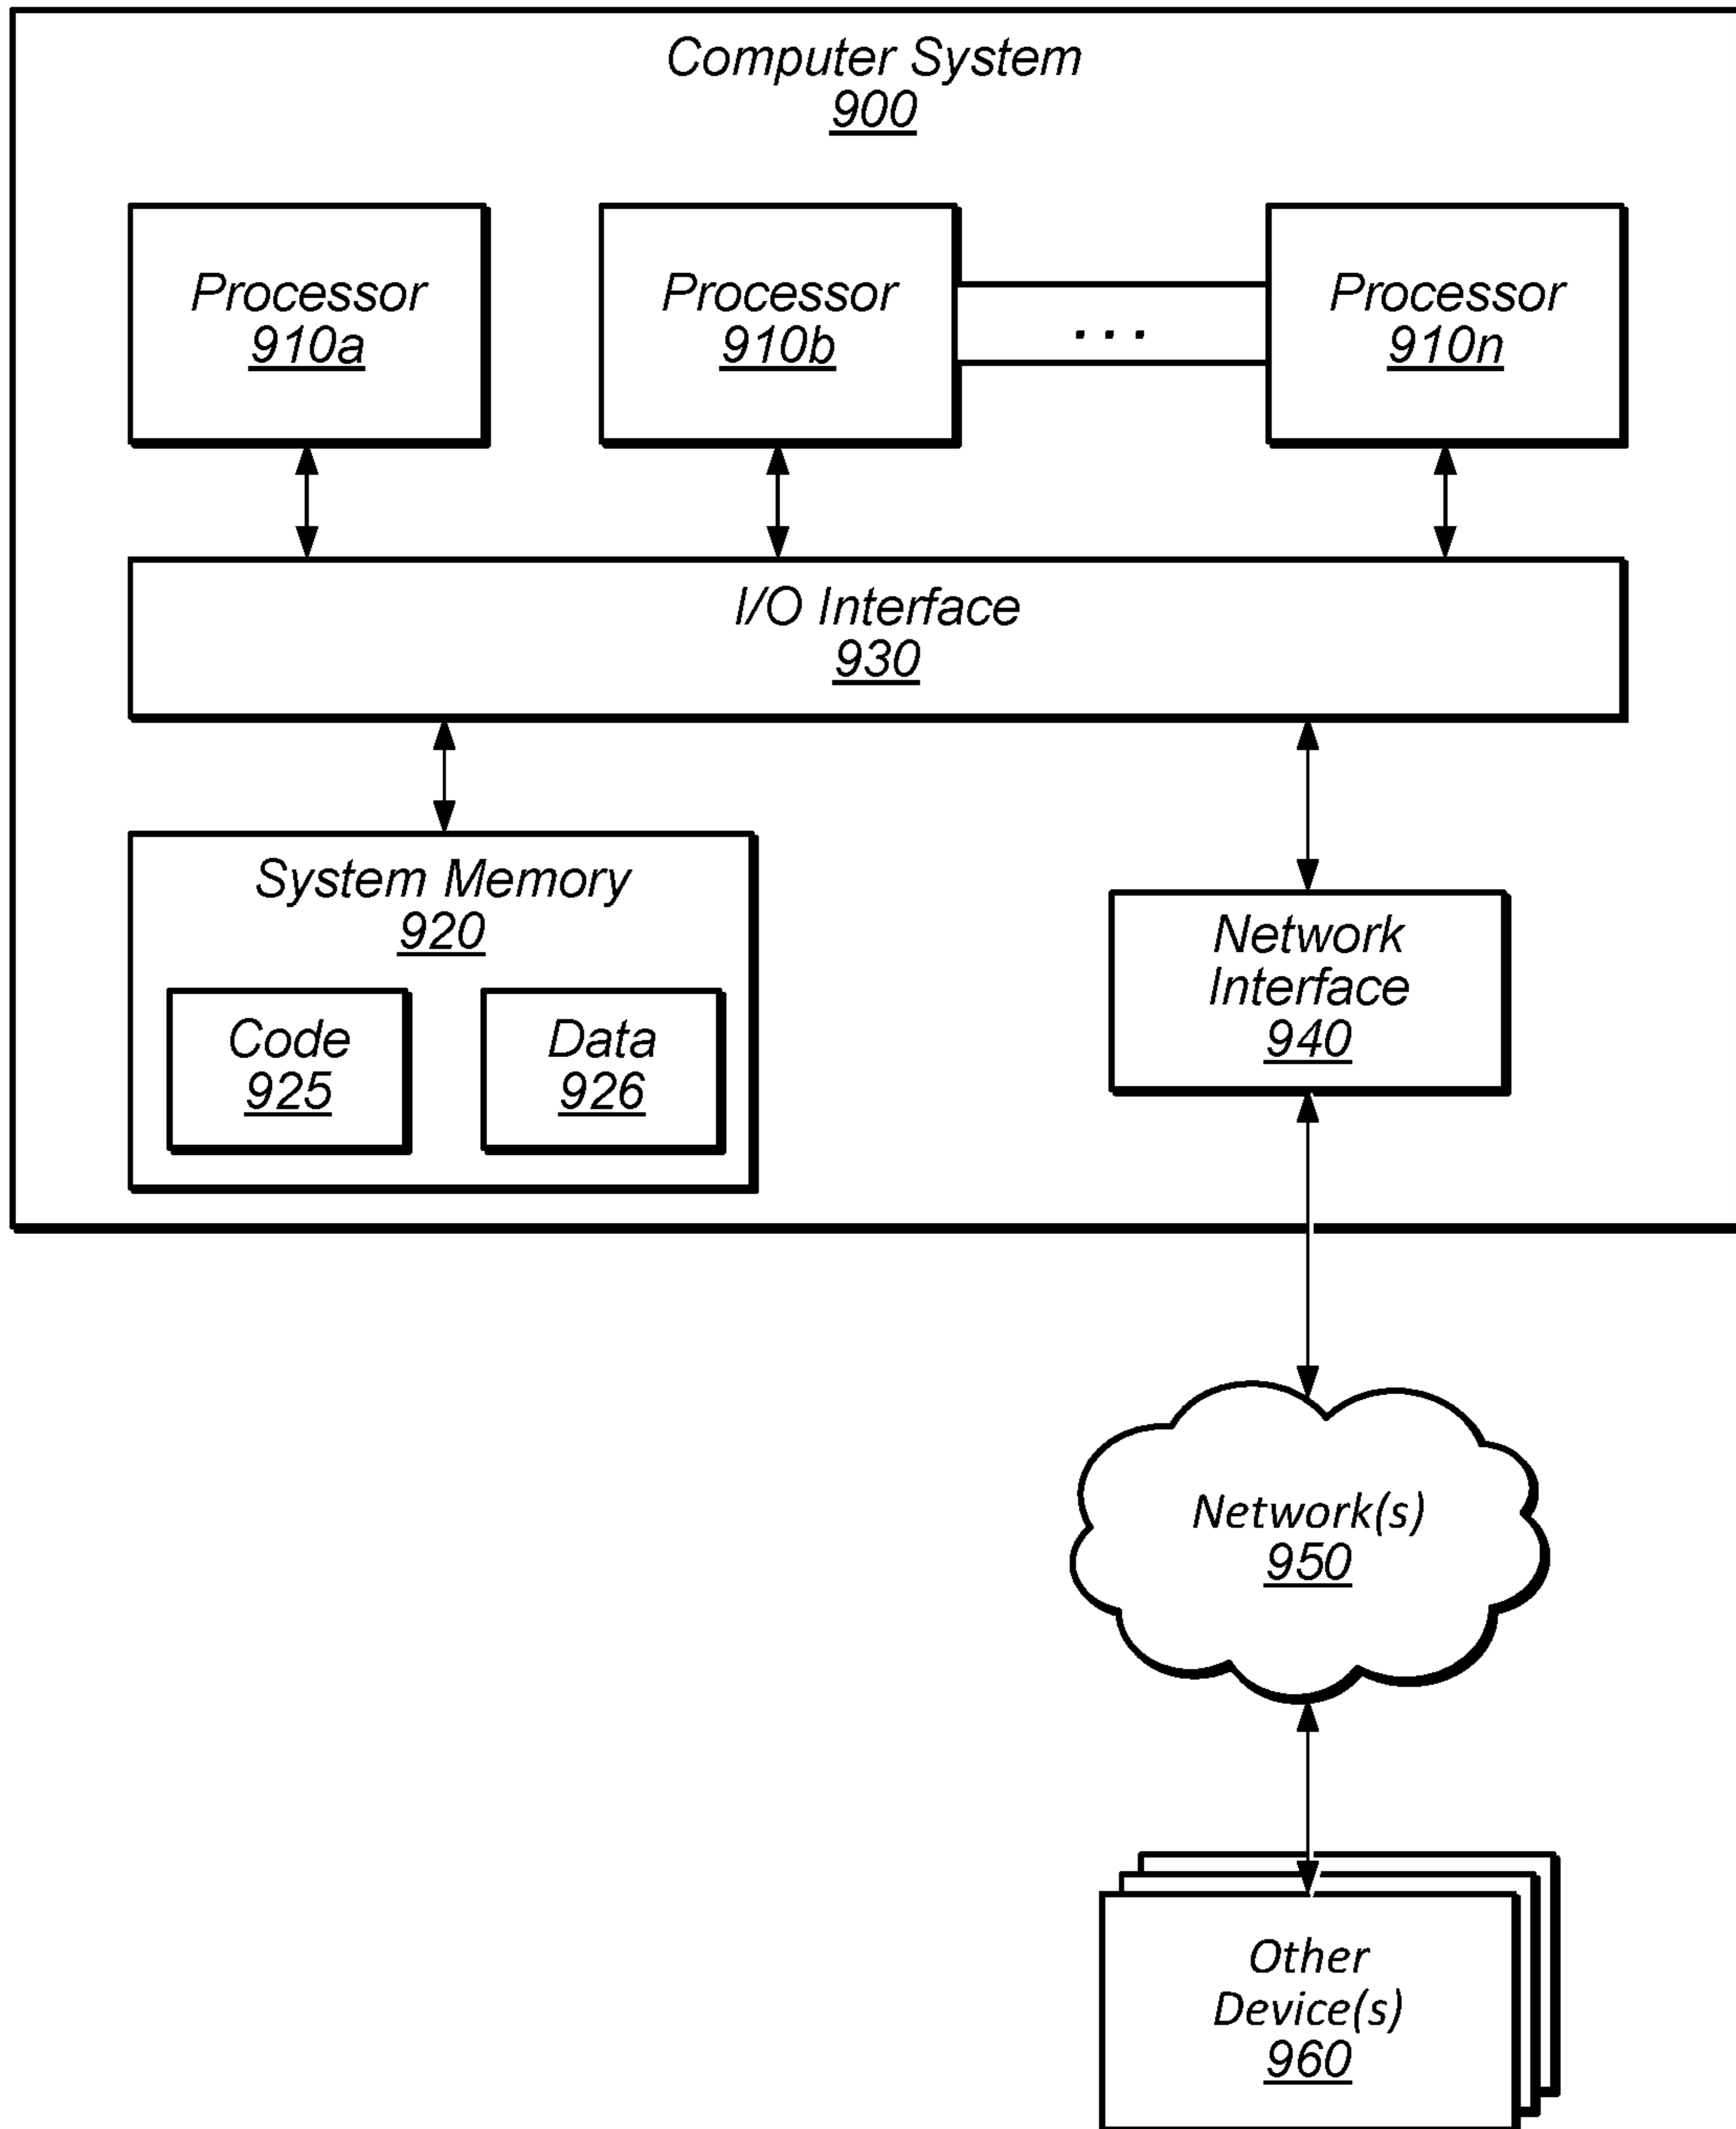 Computer System
900
Processor
910a
Processor
910b
...
Processor
910n
I/O Interface
930
System Memory
920
Code
925
Data
926
Network
Interface
940
Network(s)
950
Other
Device(s)
960